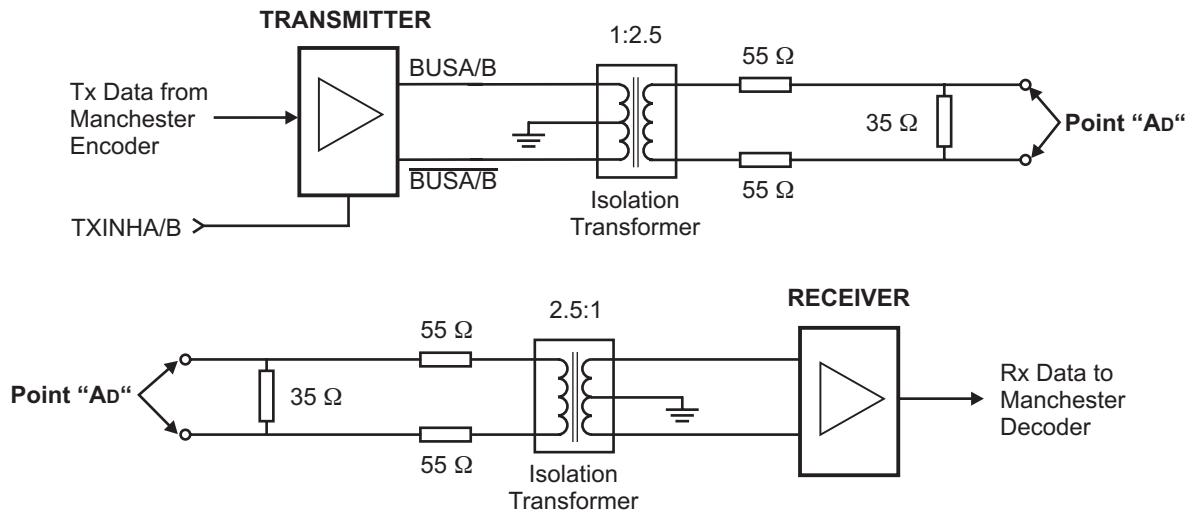 TRANSMITTER
1:2.5
55 Ω
BUSA/B
Tx Data from
Manchester
Encoder
35 Ω
Point “AD“
BUSA/B
55 Ω
Isolation
Transformer
TXINHA/B
RECEIVER
2.5:1
55 Ω
Point “AD“
35 Ω
Rx Data to
Manchester
Decoder
55 Ω
Isolation
Transformer